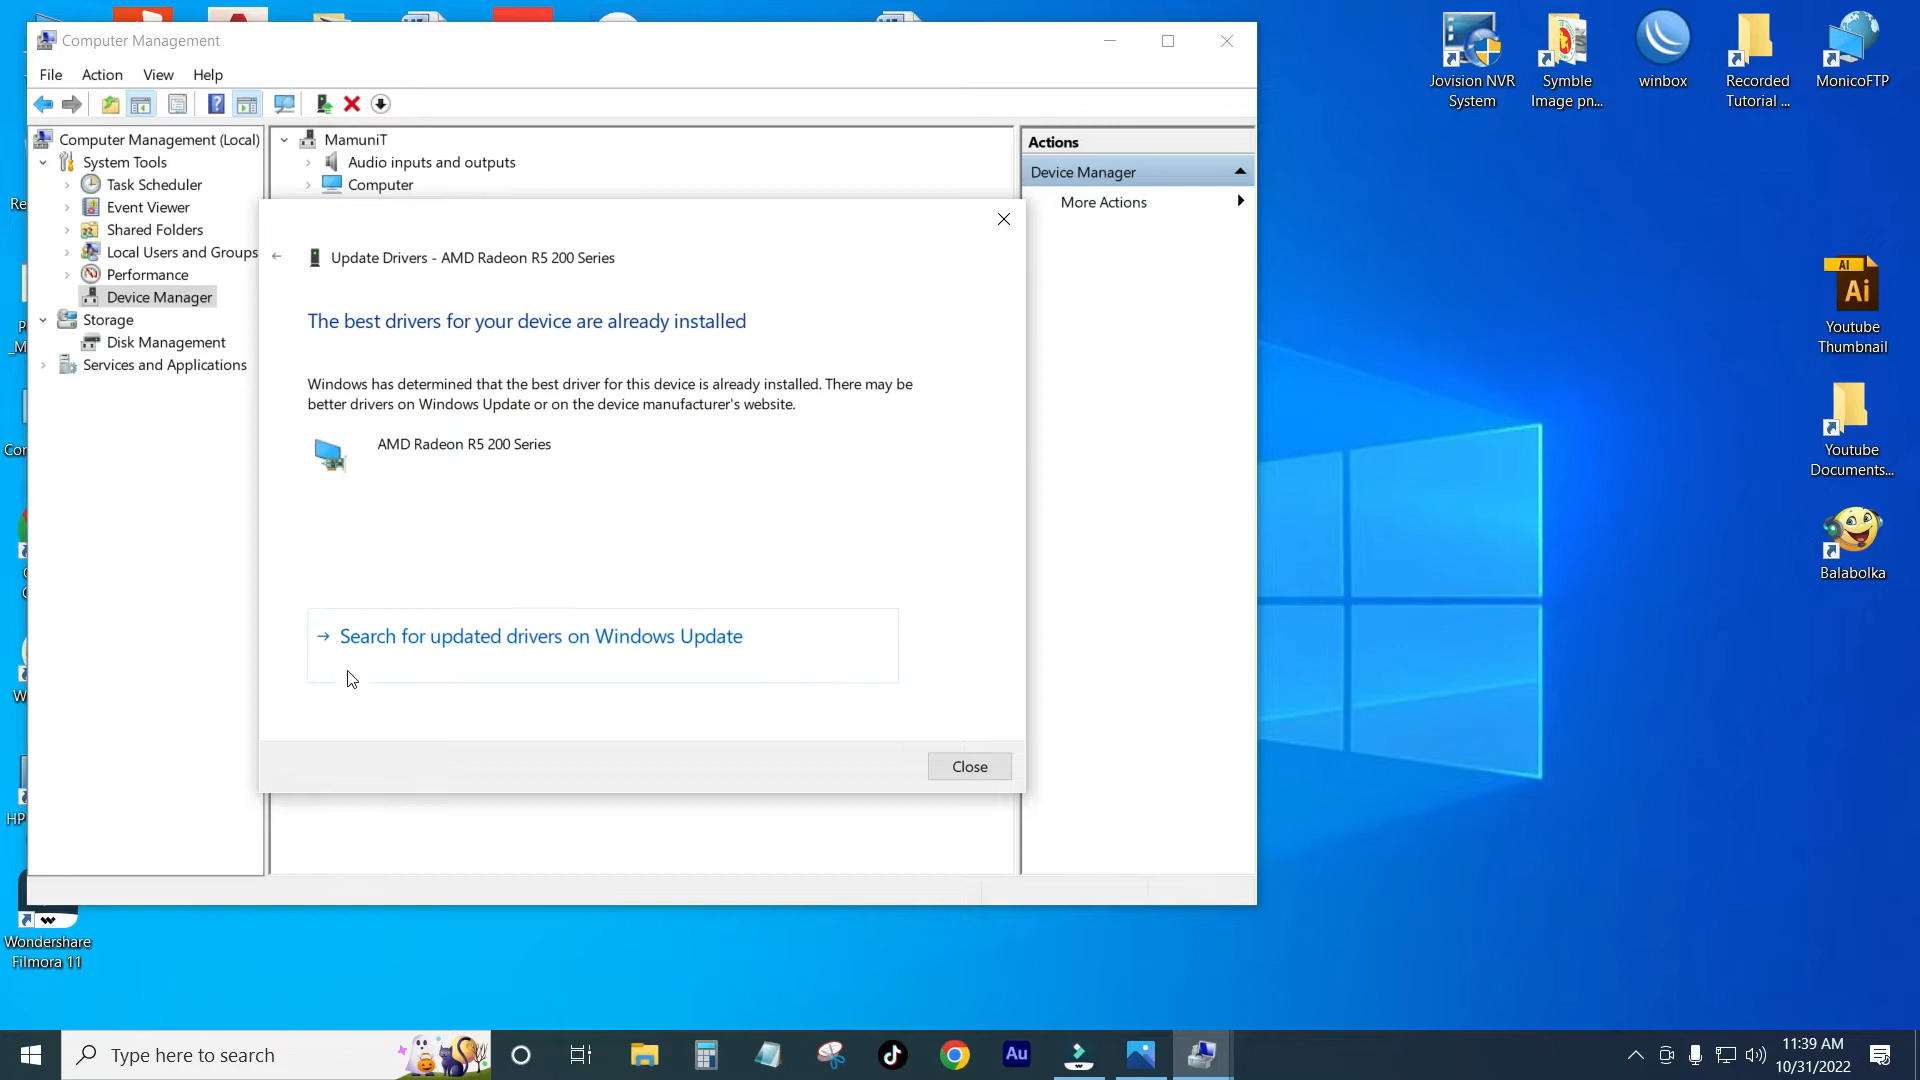 Computer Management
File Action View Help
Computer Management (Local)
System Tools
Task Scheduler
Event Viewer
Shared Folders
Local Users and Groups
Performance
Device Manager
Storage
Disk Management
Services and Applications
MamuniT
Audio inputs and outputs
Computer
Actions
Device Manager
More Actions
Update Drivers - AMD Radeon R5 200 Series
The best drivers for your device are already installed
Windows has determined that the best driver for this device is already installed. There may be
better drivers on Windows Update or on the device manufacturer's website.
AMD Radeon R5 200 Series
Search for updated drivers on Windows Update
Close
Jovision NVR
System
Symble
Image pn...
winbox
Recorded
Tutorial ...
MonicoFTP
Ai
Ai
Youtube
Thumbnail
Youtube
Documents...
Balabolka
HP
Wondershare
Filmora 11
Type here to search
Au
11:39 AM
10/31/2022